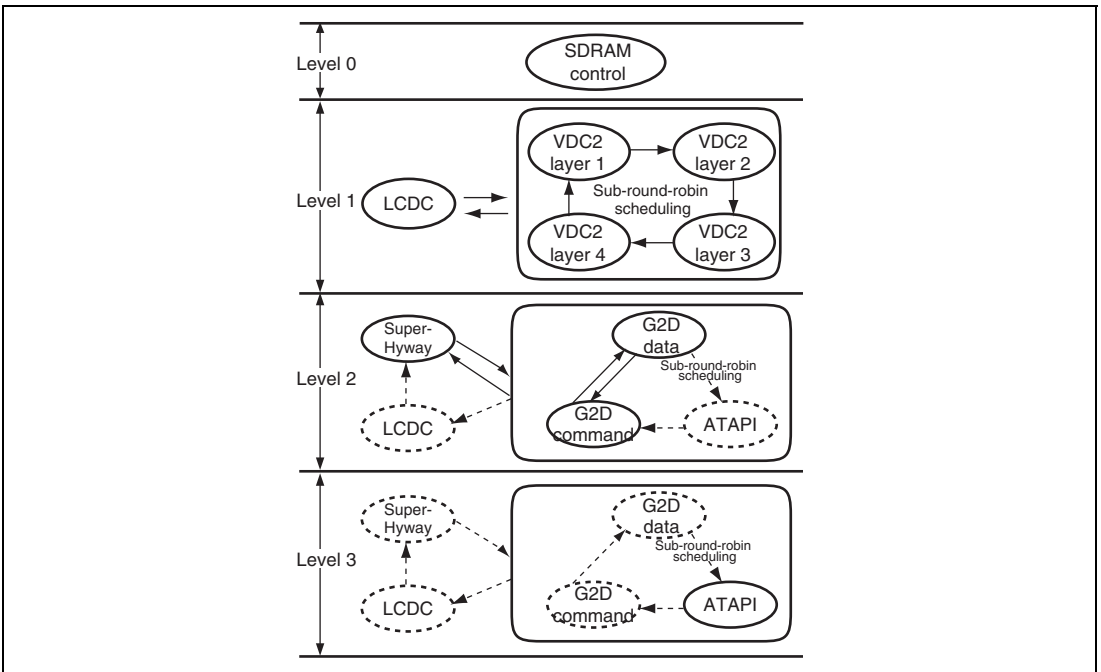 Level 0
SDRAM
control
Level 1
LCDC
VDC2
layer 1
VDC2
layer 2
Sub-round-robin
scheduling
VDC2
layer 4
VDC2
layer 3
Level 2
Super-
Hyway
LCDC
G2D
data
Sub-round-robin
scheduling
G2D
command
ATAPI
Level 3
Super-
Hyway
LCDC
G2D
data
Sub-round-robin
scheduling
G2D
command
ATAPI